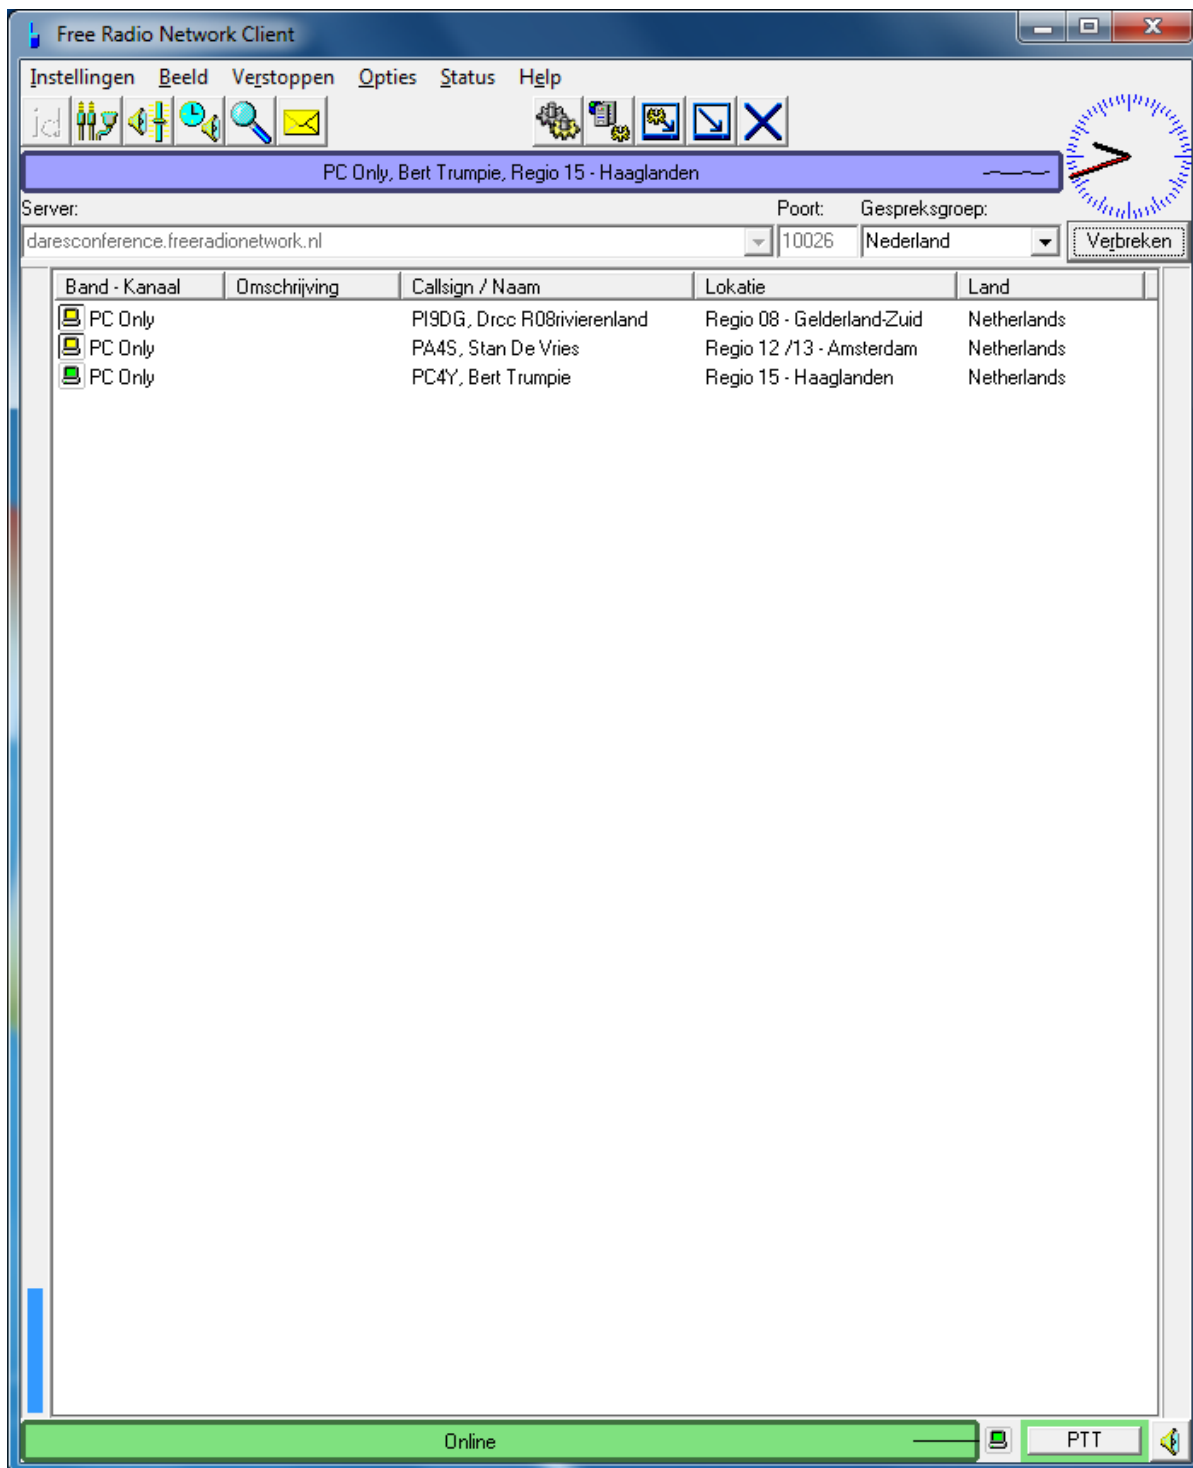 Free Radio Network Client
Instellingen Beeld Verstoppen Opties Status Help
id
PC Only, Bert Trumpie, Regio 15 - Haaglanden
Server: Poort: Gespreksgroep:
daresconference.freeradionetwork.nl 10026 Nederland Verbreken
Band - Kanaal Omschrijving Callsign / Naam Lokatie Land
PC Only PI9DG, Drcc R08rivierenland Regio 08 - Gelderland-Zuid Netherlands
PC Only PA4S, Stan De Vries Regio 12 /13 - Amsterdam Netherlands
PC Only PC4Y, Bert Trumpie Regio 15 - Haaglanden Netherlands
Online PTT